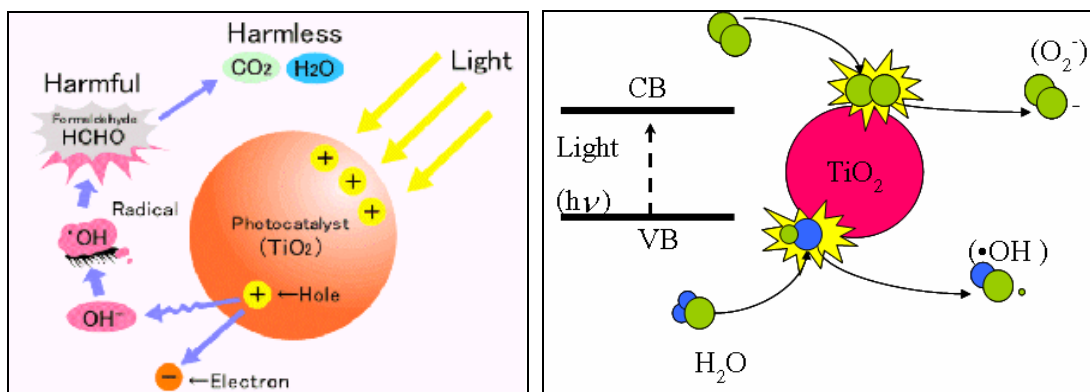 Harmless
CO2 H2O
Light
Harmful
Formaldehyde
HCHO
Radical
•OH
OH⁻
Photocatalyst
(TiO2)
+
+
+
+ ←Hole
− ←Electron
(O₂⁻)
-
CB
Light
(hν)
VB
TiO₂
(•OH )
H₂O